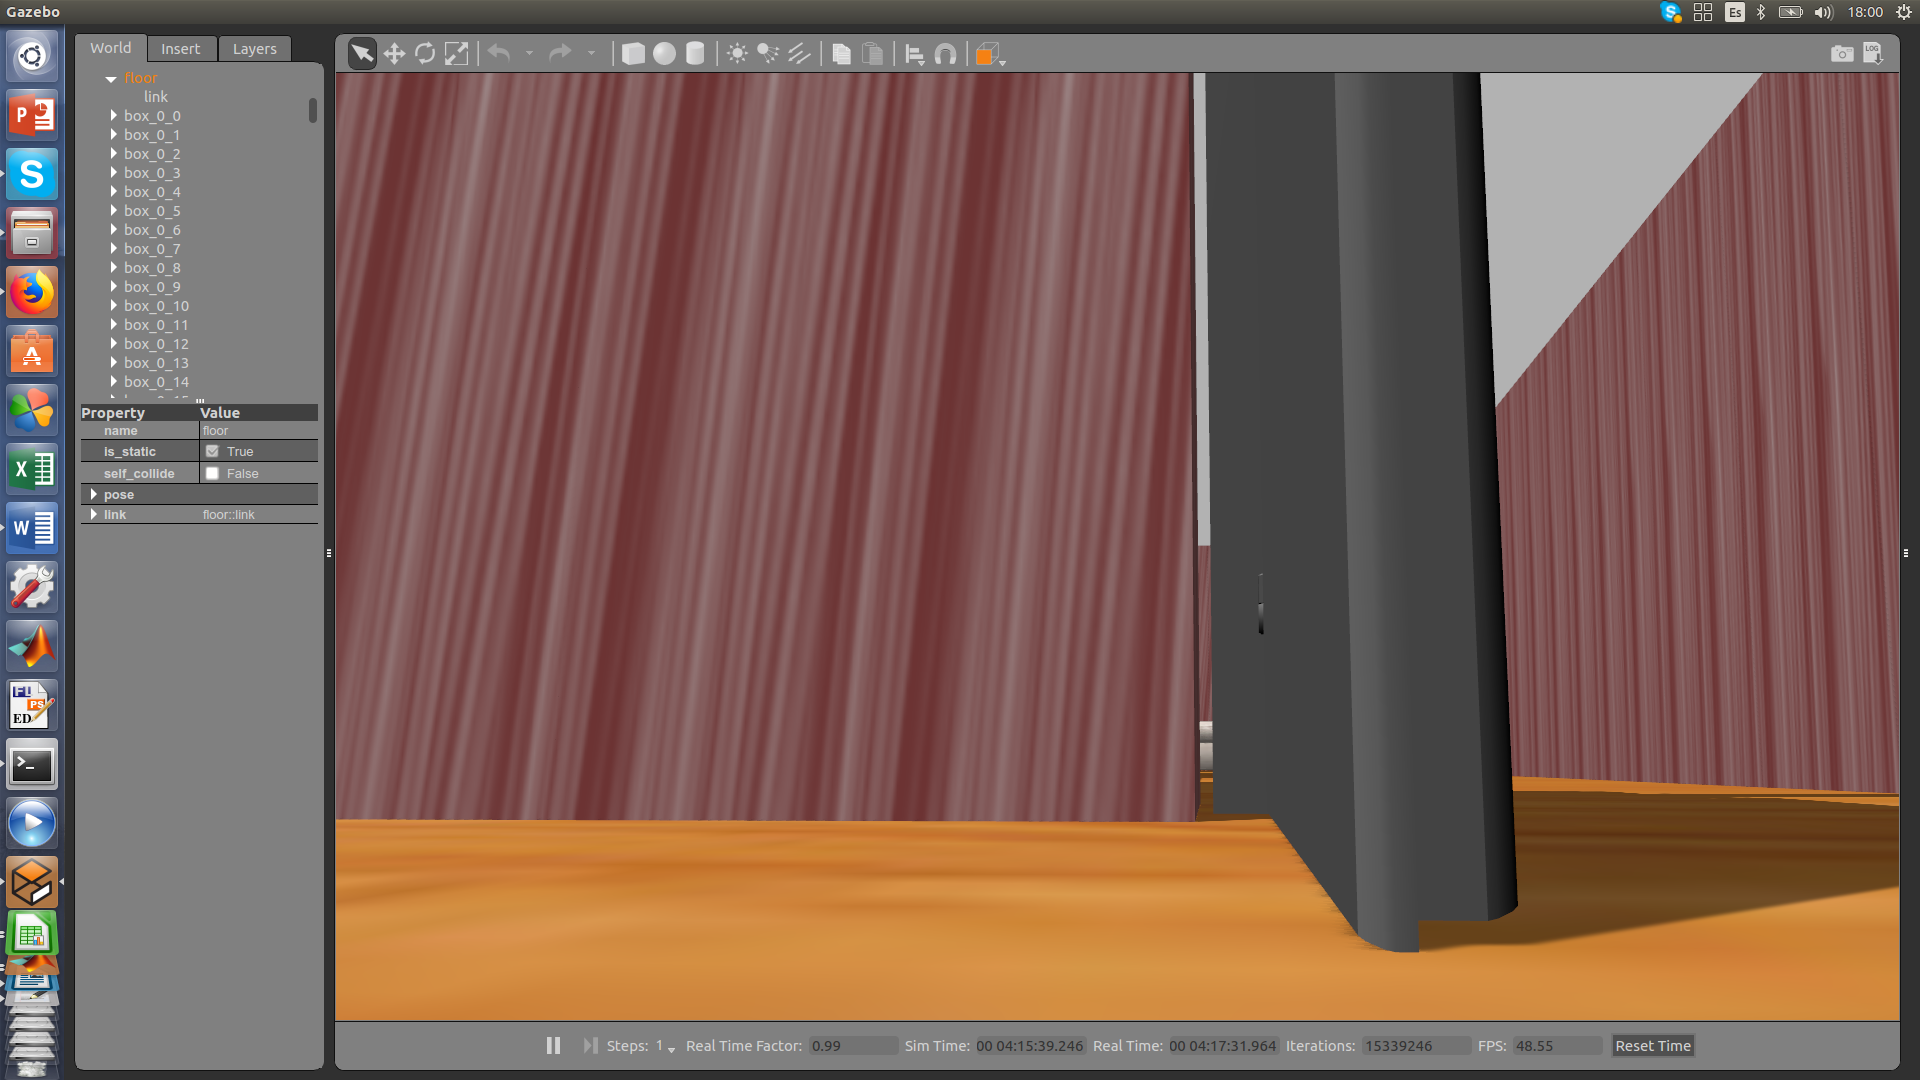 Gazebo
Es
18:00
World
Insert
Layers
LOG
floor
link
box_0_0
box_0_1
box_0_2
box_0_3
box_0_4
box_0_5
box_0_6
box_0_7
box_0_8
box_0_9
box_0_10
box_0_11
box_0_12
box_0_13
box_0_14
Property Value
name floor
is_static True
self_collide False
pose
link floor::link
Steps: 1 Real Time Factor: 0.99 Sim Time: 00 04:15:39.246 Real Time: 00 04:17:31.964 Iterations: 15339246 FPS: 48.55 Reset Time